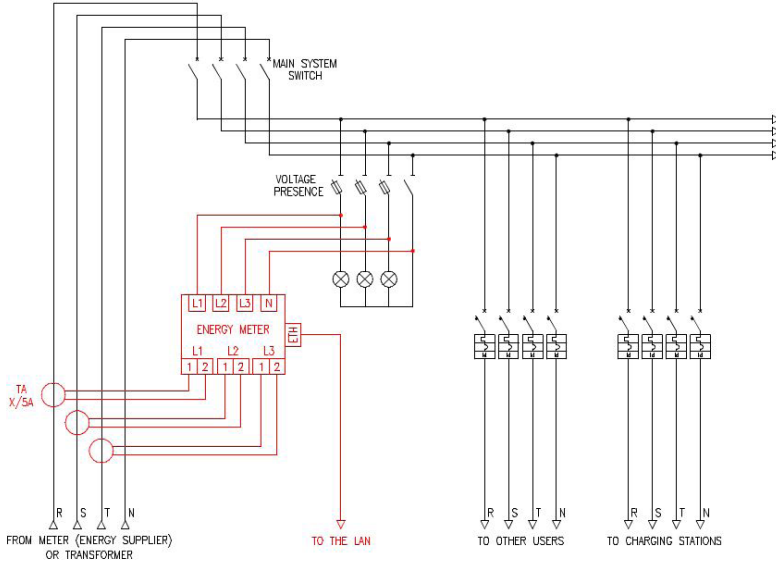 MAIN SYSTEM
SWITCH
VOLTAGE
PRESENCE
L1 L2 L3 N
ENERGY METER
ETH
L1 L2 L3
1 2 1 2 1 2
TA
X/5A
R S T N
FROM METER (ENERGY SUPPLIER)
OR TRANSFORMER
TO THE LAN
R S T N
TO OTHER USERS
R S T N
TO CHARGING STATIONS